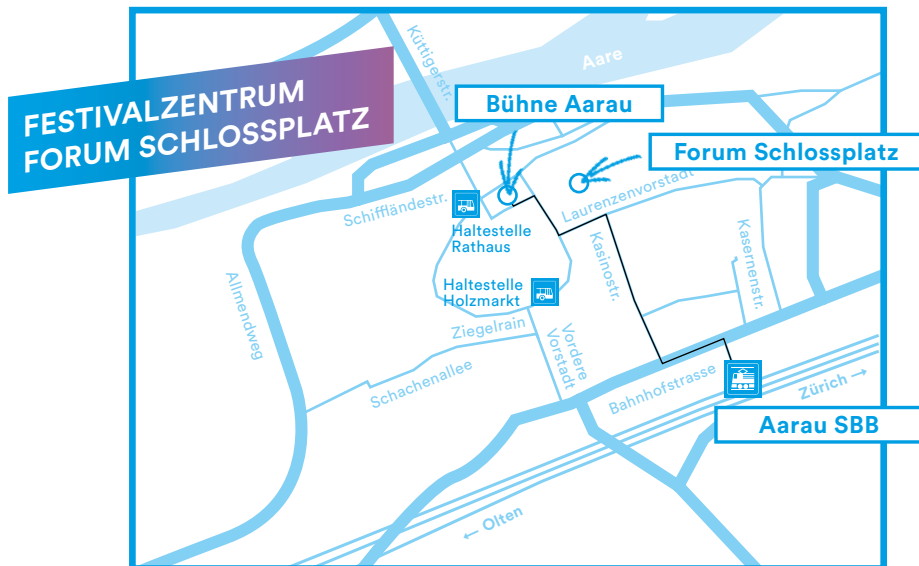 FESTIVALZENTRUM
FORUM SCHLOSSPLATZ
Küttigerstr.
Aare
Bühne Aarau
Forum Schlossplatz
Laurenzenvorstadt
Schiffländestr.
Haltestelle
Rathaus
Haltestelle
Holzmarkt
Kasinostr.
Kasernenstr.
Allmendweg
Ziegelrain
Vordere
Vorstadt
Schachenallee
Bahnhofstrasse
Zürich →
Aarau SBB
← Olten